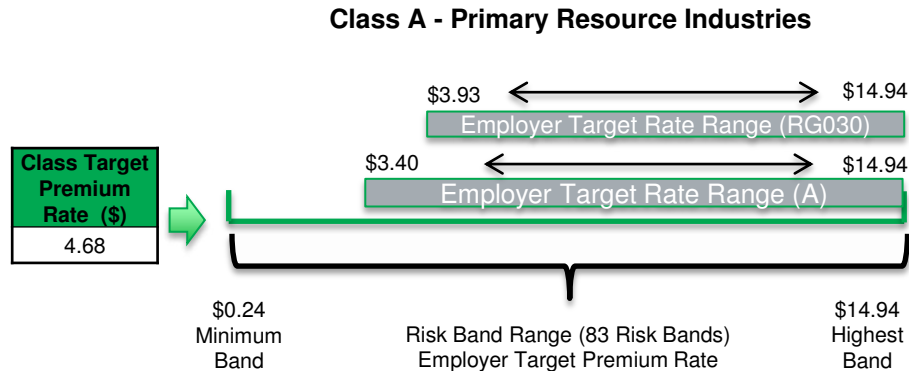 Class A - Primary Resource Industries
$3.93
$14.94
Employer Target Rate Range (RG030)
$3.40
$14.94
Employer Target Rate Range (A)
Class Target
Premium
Rate ($)
4.68
$0.24
Minimum
Band
Risk Band Range (83 Risk Bands)
Employer Target Premium Rate
$14.94
Highest
Band